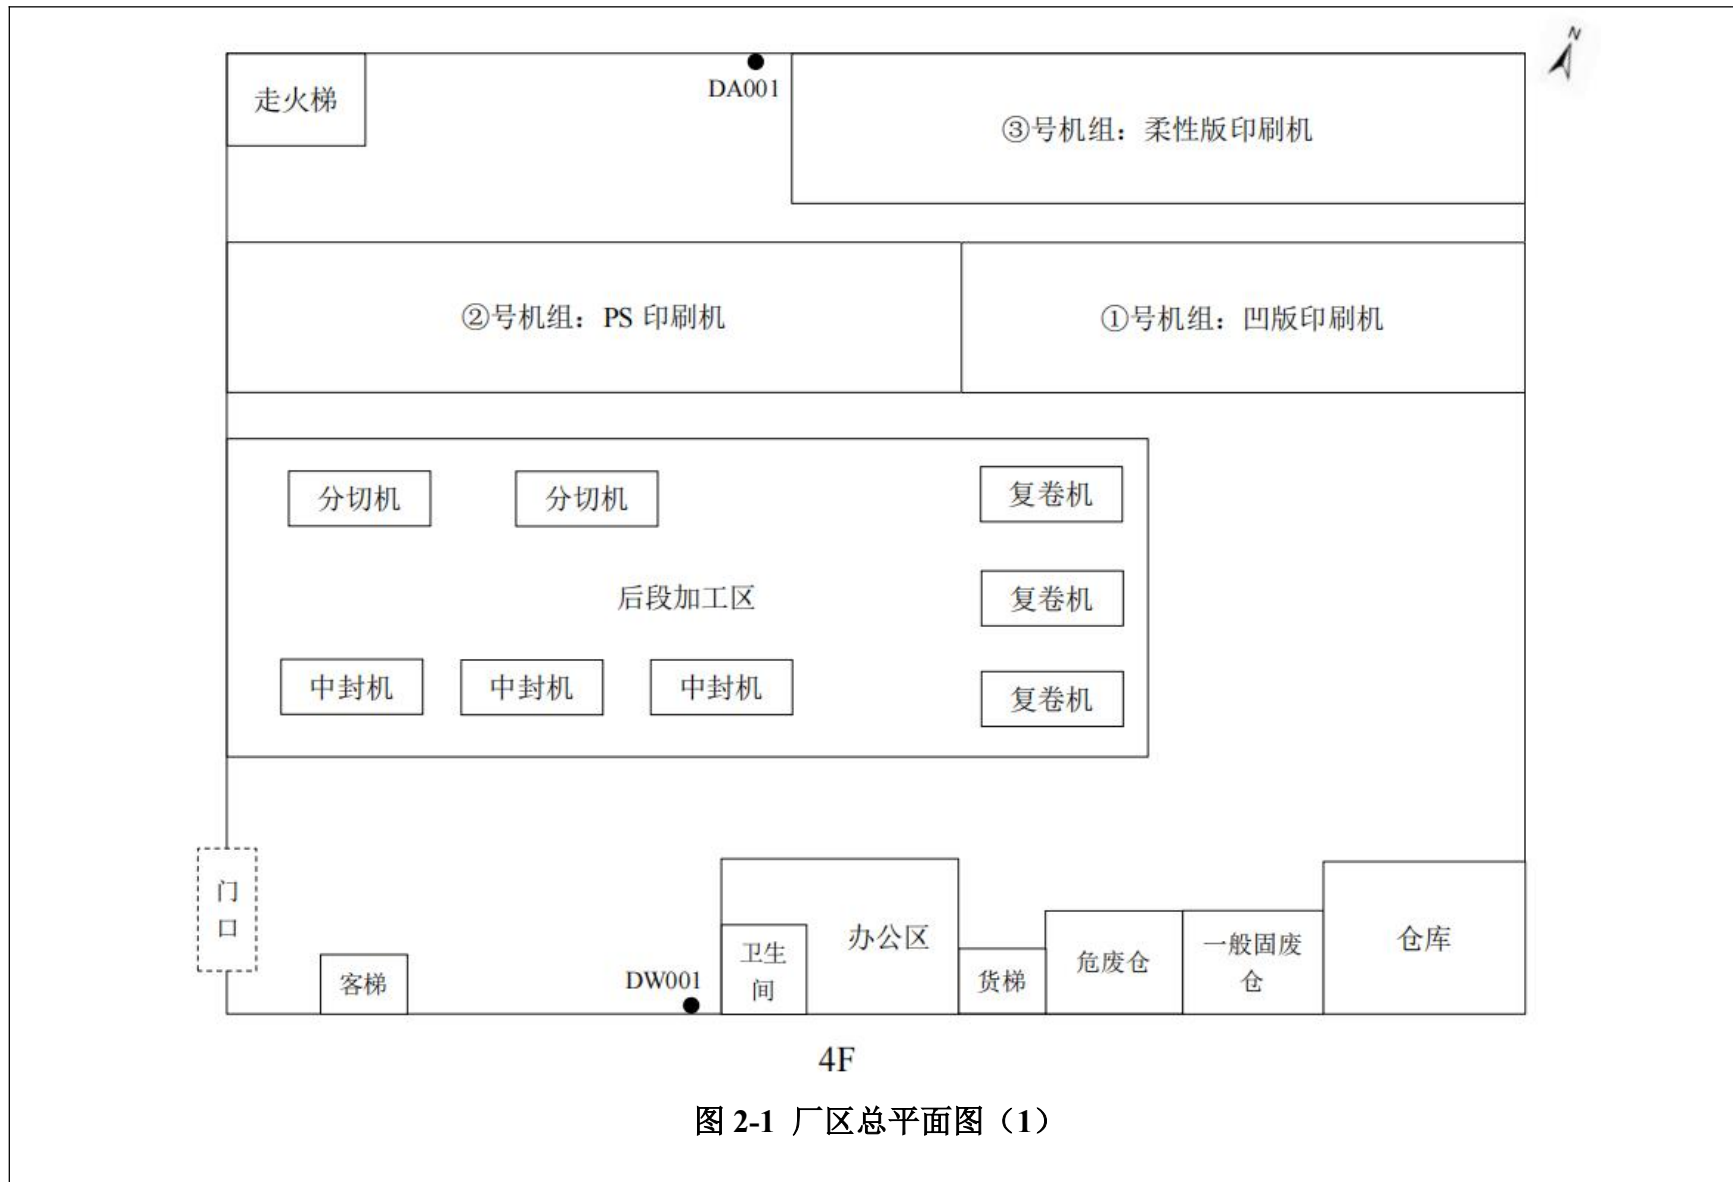 N
走火梯
DA001
③号机组：柔性版印刷机
②号机组：PS 印刷机
①号机组：凹版印刷机
分切机
分切机
复卷机
后段加工区
复卷机
中封机
中封机
中封机
复卷机
门
口
客梯
DW001
卫生
间
办公区
货梯
危废仓
一般固废
仓
仓库
4F
图 2-1 厂区总平面图（1）